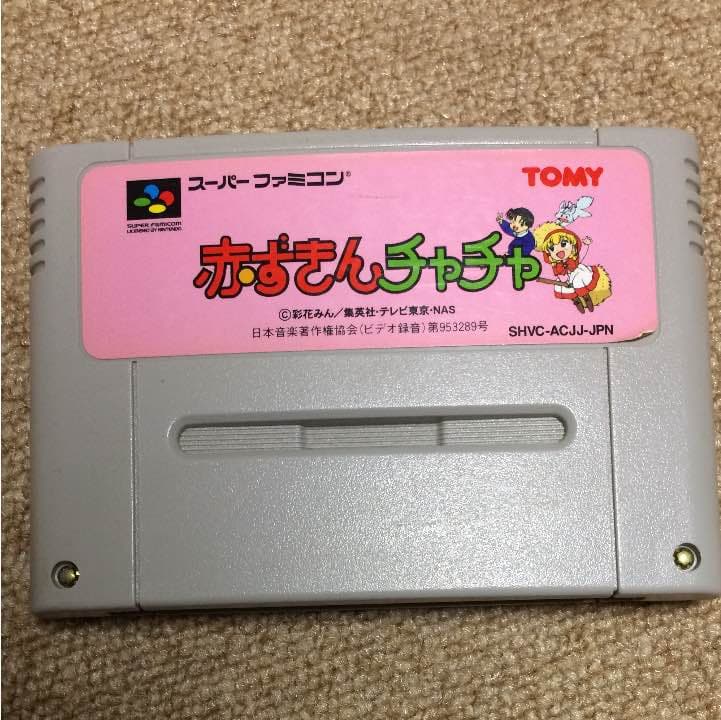 スーパーファミコン®
TOMY
SUPER FAMICOM
LICENSED BY NINTENDO
赤ずきんチャチャ
©彩花みん/集英社・テレビ東京・NAS
日本音楽著作権協会(ビデオ録音)第953289号
SHVC-ACJJ-JPN